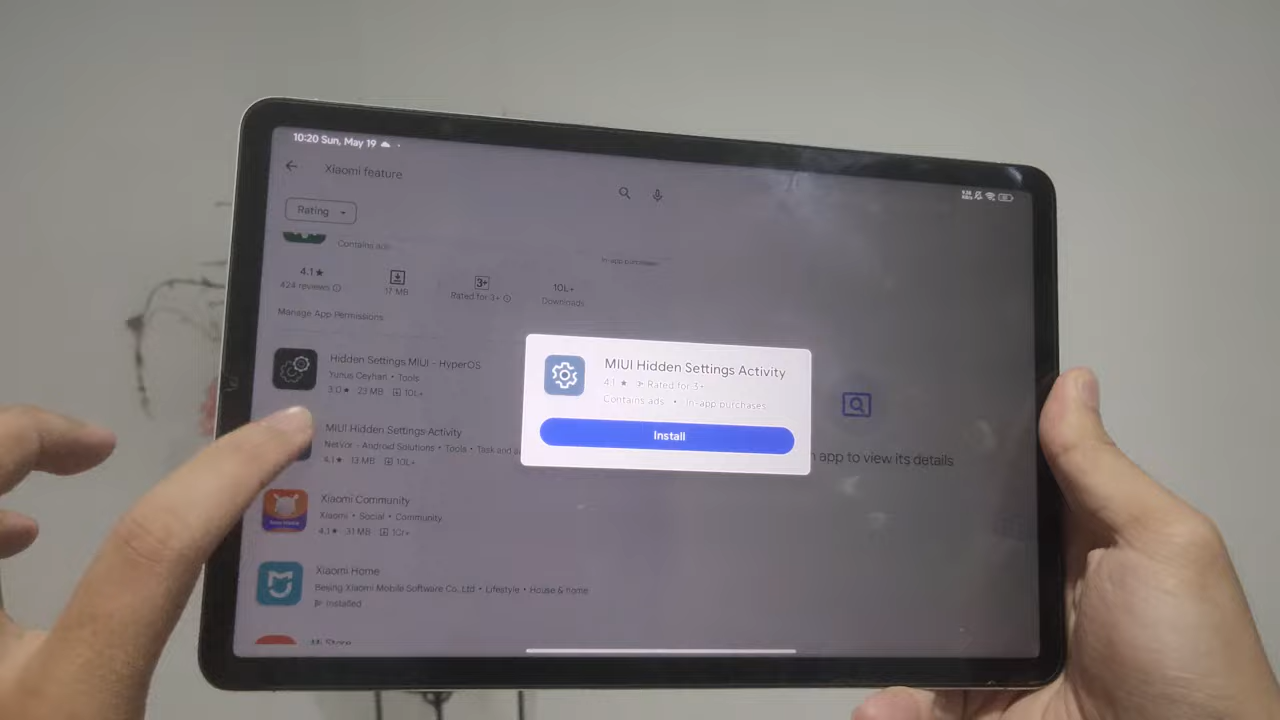 10:20 Sun, May 19
Xiaomi feature
Rating
Contains ads
In-app purchases
4.1★
424 reviews
17 MB
3+
Rated for 3+
10L+
Downloads
Manage App Permissions
Hidden Settings MIUI - HyperOS
Yunus Ceyhan • Tools
3.0★ 23 MB 10L+
MIUI Hidden Settings Activity
Nervor - Android Solutions • Tools • Task and a
4.1★ 13 MB 10L+
Xiaomi Community
Xiaomi • Social • Community
4.1★ 31 MB 1Cr+
Xiaomi Home
Beijing Xiaomi Mobile Software Co.,Ltd • Lifestyle • House & home
Installed
Mi Store
MIUI Hidden Settings Activity
4.1 ★ Rated for 3+
Contains ads • In-app purchases
Install
app to view its details